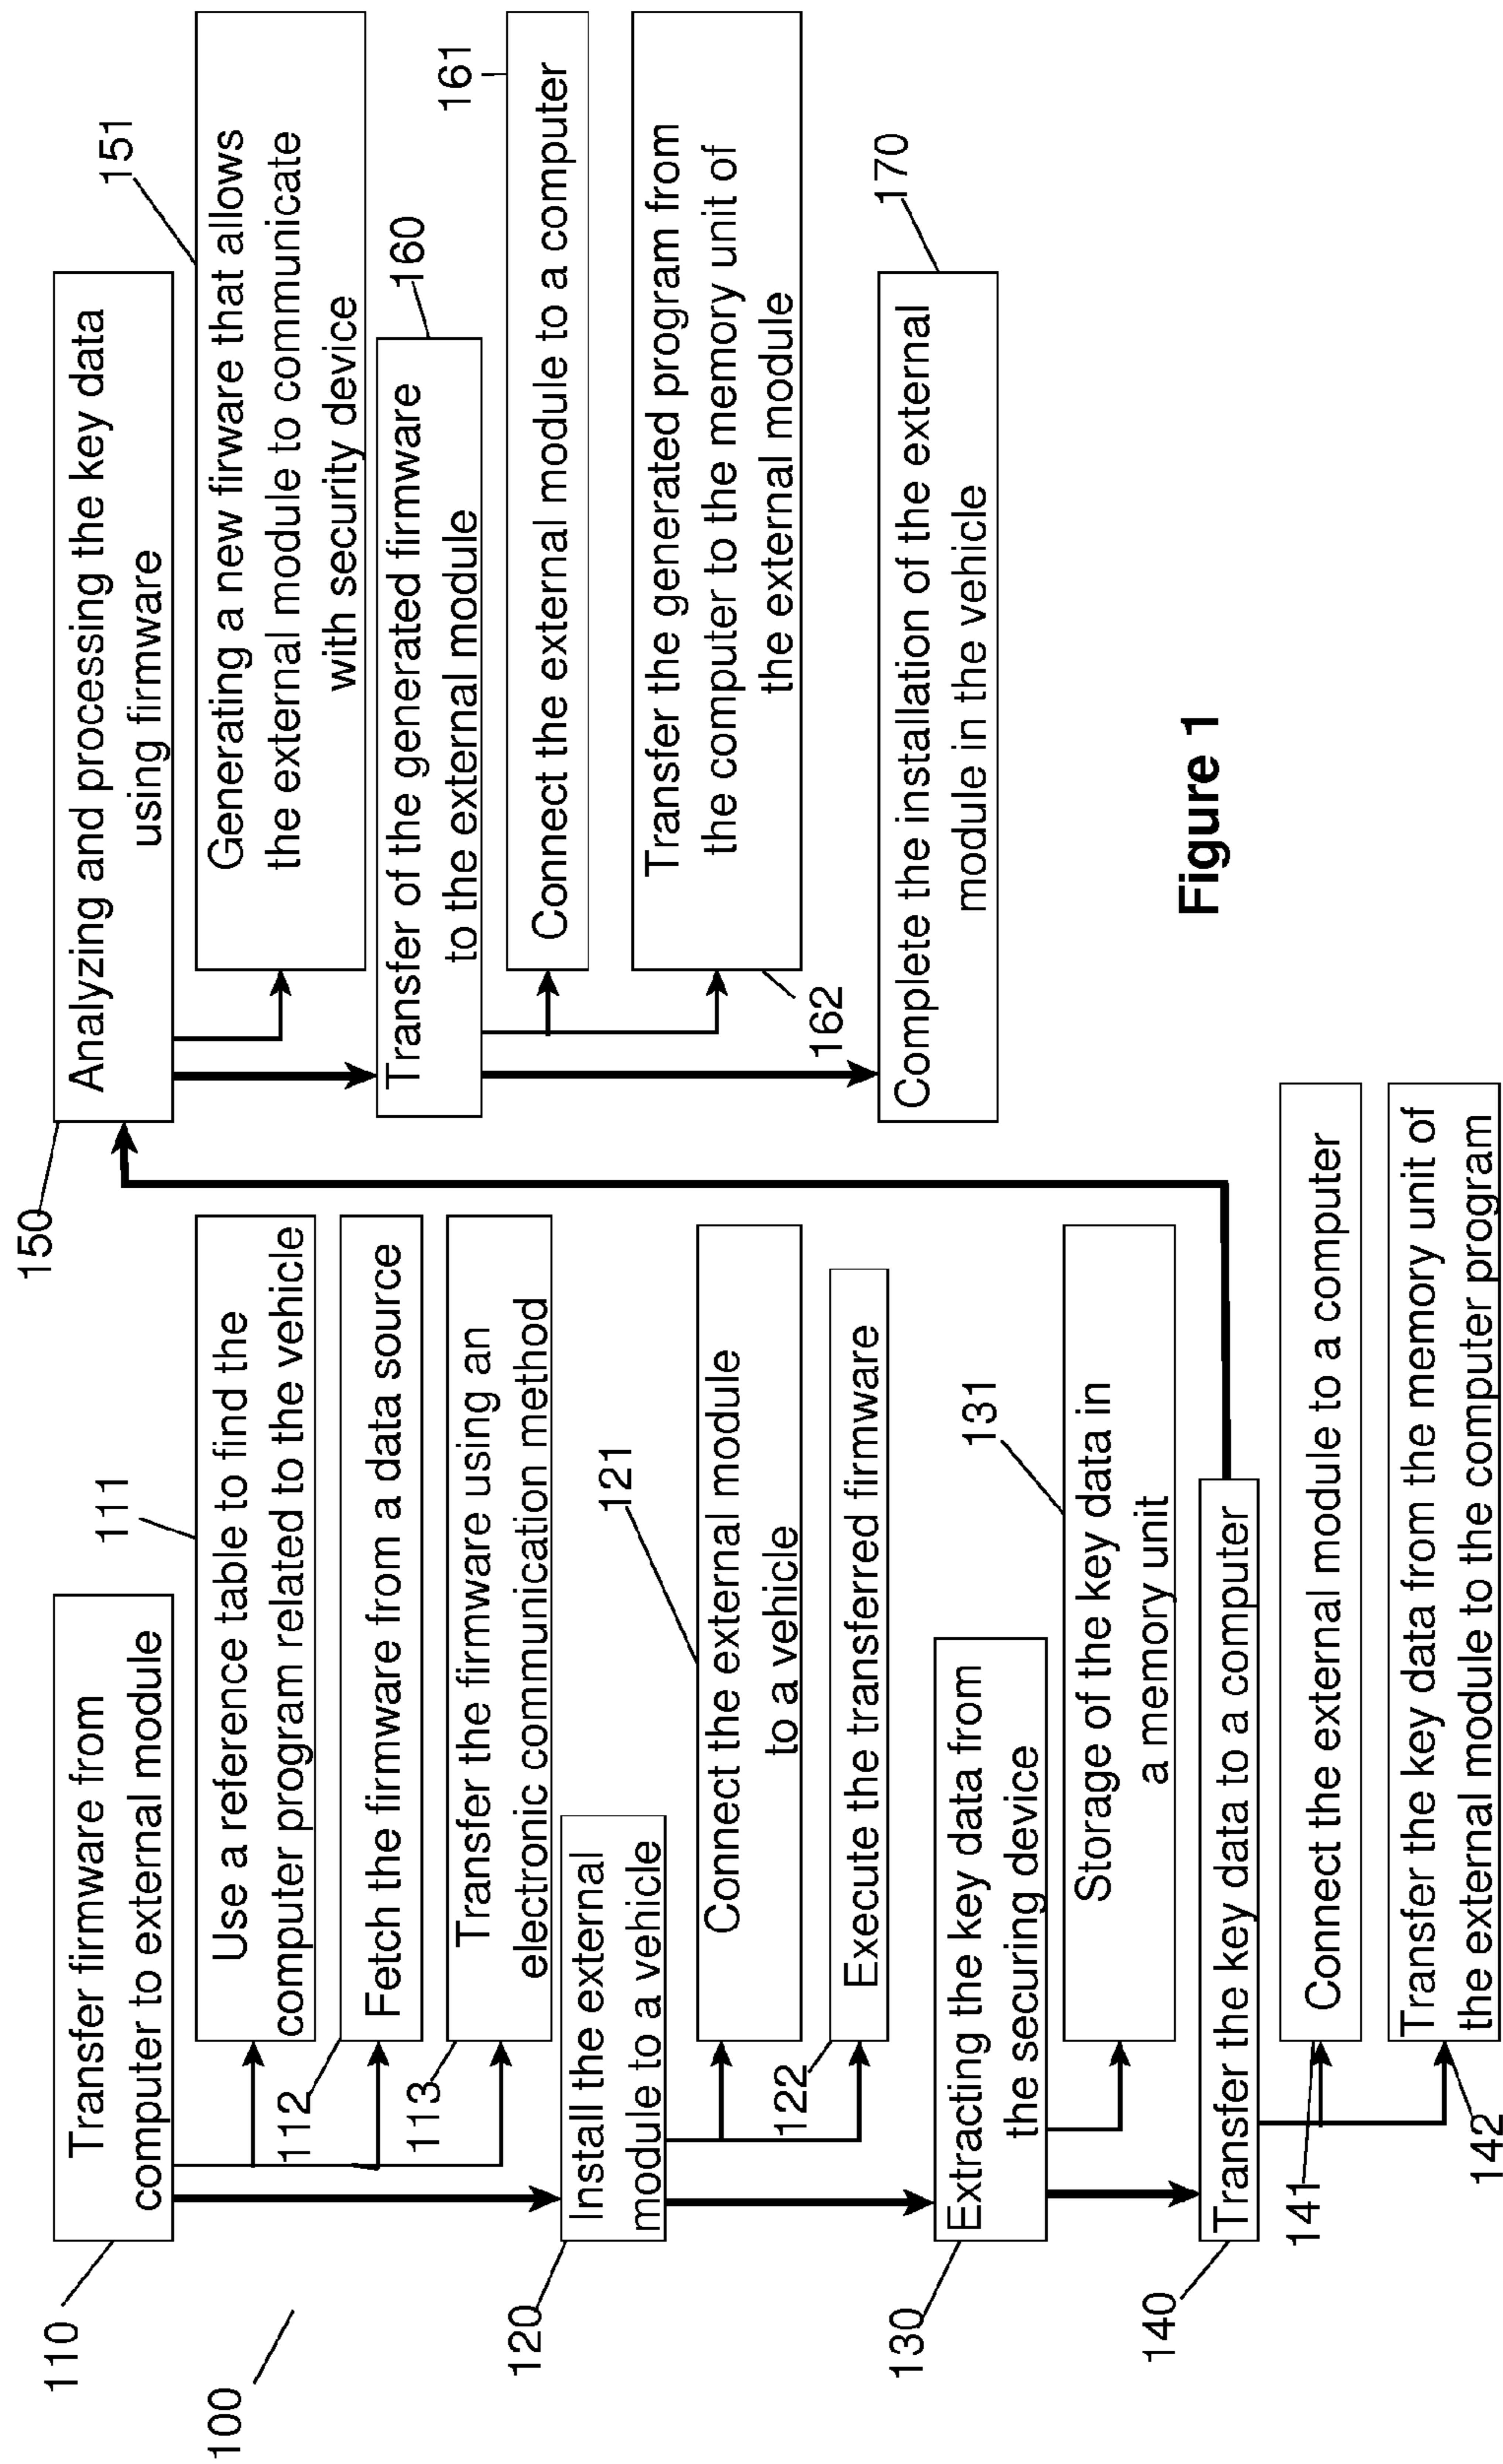 100
110
Transfer firmware from
computer to external module
111
Use a reference table to find the
computer program related to the vehicle
112
Fetch the firmware from a data source
113
Transfer the firmware using an
electronic communication method
120
Install the external
module to a vehicle
121
Connect the external module
to a vehicle
122
Execute the transferred firmware
130
Extracting the key data from
the securing device
131
Storage of the key data in
a memory unit
140
Transfer the key data to a computer
141
Connect the external module to a computer
142
Transfer the key data from the memory unit of
the external module to the computer program
150
Analyzing and processing the key data
using firmware
151
Generating a new firware that allows
the external module to communicate
with security device
160
Transfer of the generated firmware
to the external module
161
Connect the external module to a computer
162
Transfer the generated program from
the computer to the memory unit of
the external module
170
Complete the installation of the external
module in the vehicle
Figure 1